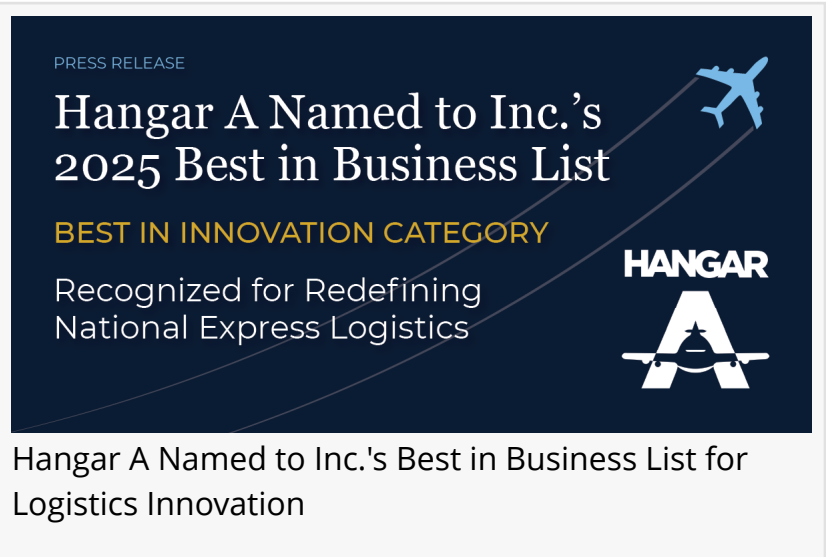 PRESS RELEASE
Hangar A Named to Inc.’s
2025 Best in Business List
BEST IN INNOVATION CATEGORY
Recognized for Redefining
National Express Logistics
HANGAR
A
Hangar A Named to Inc.'s Best in Business List for
Logistics Innovation